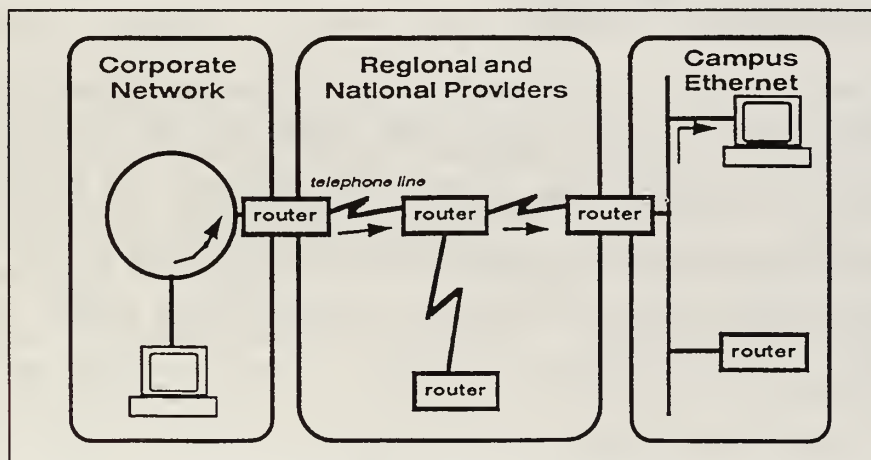 Corporate
Network
Regional and
National Providers
Campus
Ethernet
telephone line
router
router
router
router
router